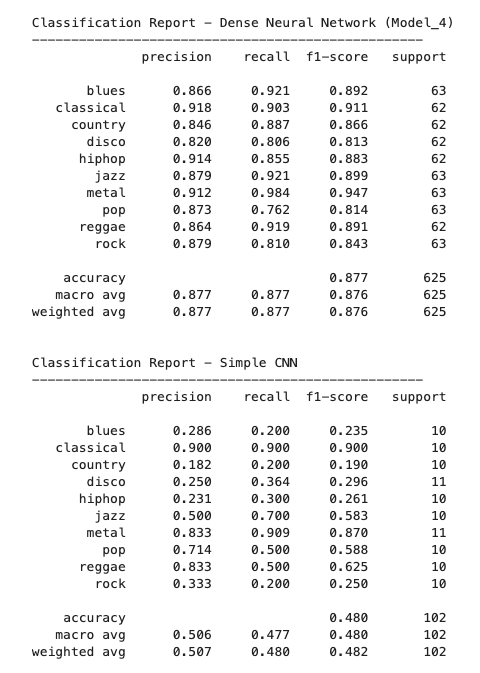 Classification Report – Dense Neural Network (Model_4)
precision recall f1-score support
blues 0.866 0.921 0.892 63
classical 0.918 0.903 0.911 62
country 0.846 0.887 0.866 62
disco 0.820 0.806 0.813 62
hiphop 0.914 0.855 0.883 62
jazz 0.879 0.921 0.899 63
metal 0.912 0.984 0.947 63
pop 0.873 0.762 0.814 63
reggae 0.864 0.919 0.891 62
rock 0.879 0.810 0.843 63
accuracy 0.877 625
macro avg 0.877 0.877 0.876 625
weighted avg 0.877 0.877 0.876 625
Classification Report – Simple CNN
precision recall f1-score support
blues 0.286 0.200 0.235 10
classical 0.900 0.900 0.900 10
country 0.182 0.200 0.190 10
disco 0.250 0.364 0.296 11
hiphop 0.231 0.300 0.261 10
jazz 0.500 0.700 0.583 10
metal 0.833 0.909 0.870 11
pop 0.714 0.500 0.588 10
reggae 0.833 0.500 0.625 10
rock 0.333 0.200 0.250 10
accuracy 0.480 102
macro avg 0.506 0.477 0.480 102
weighted avg 0.507 0.480 0.482 102